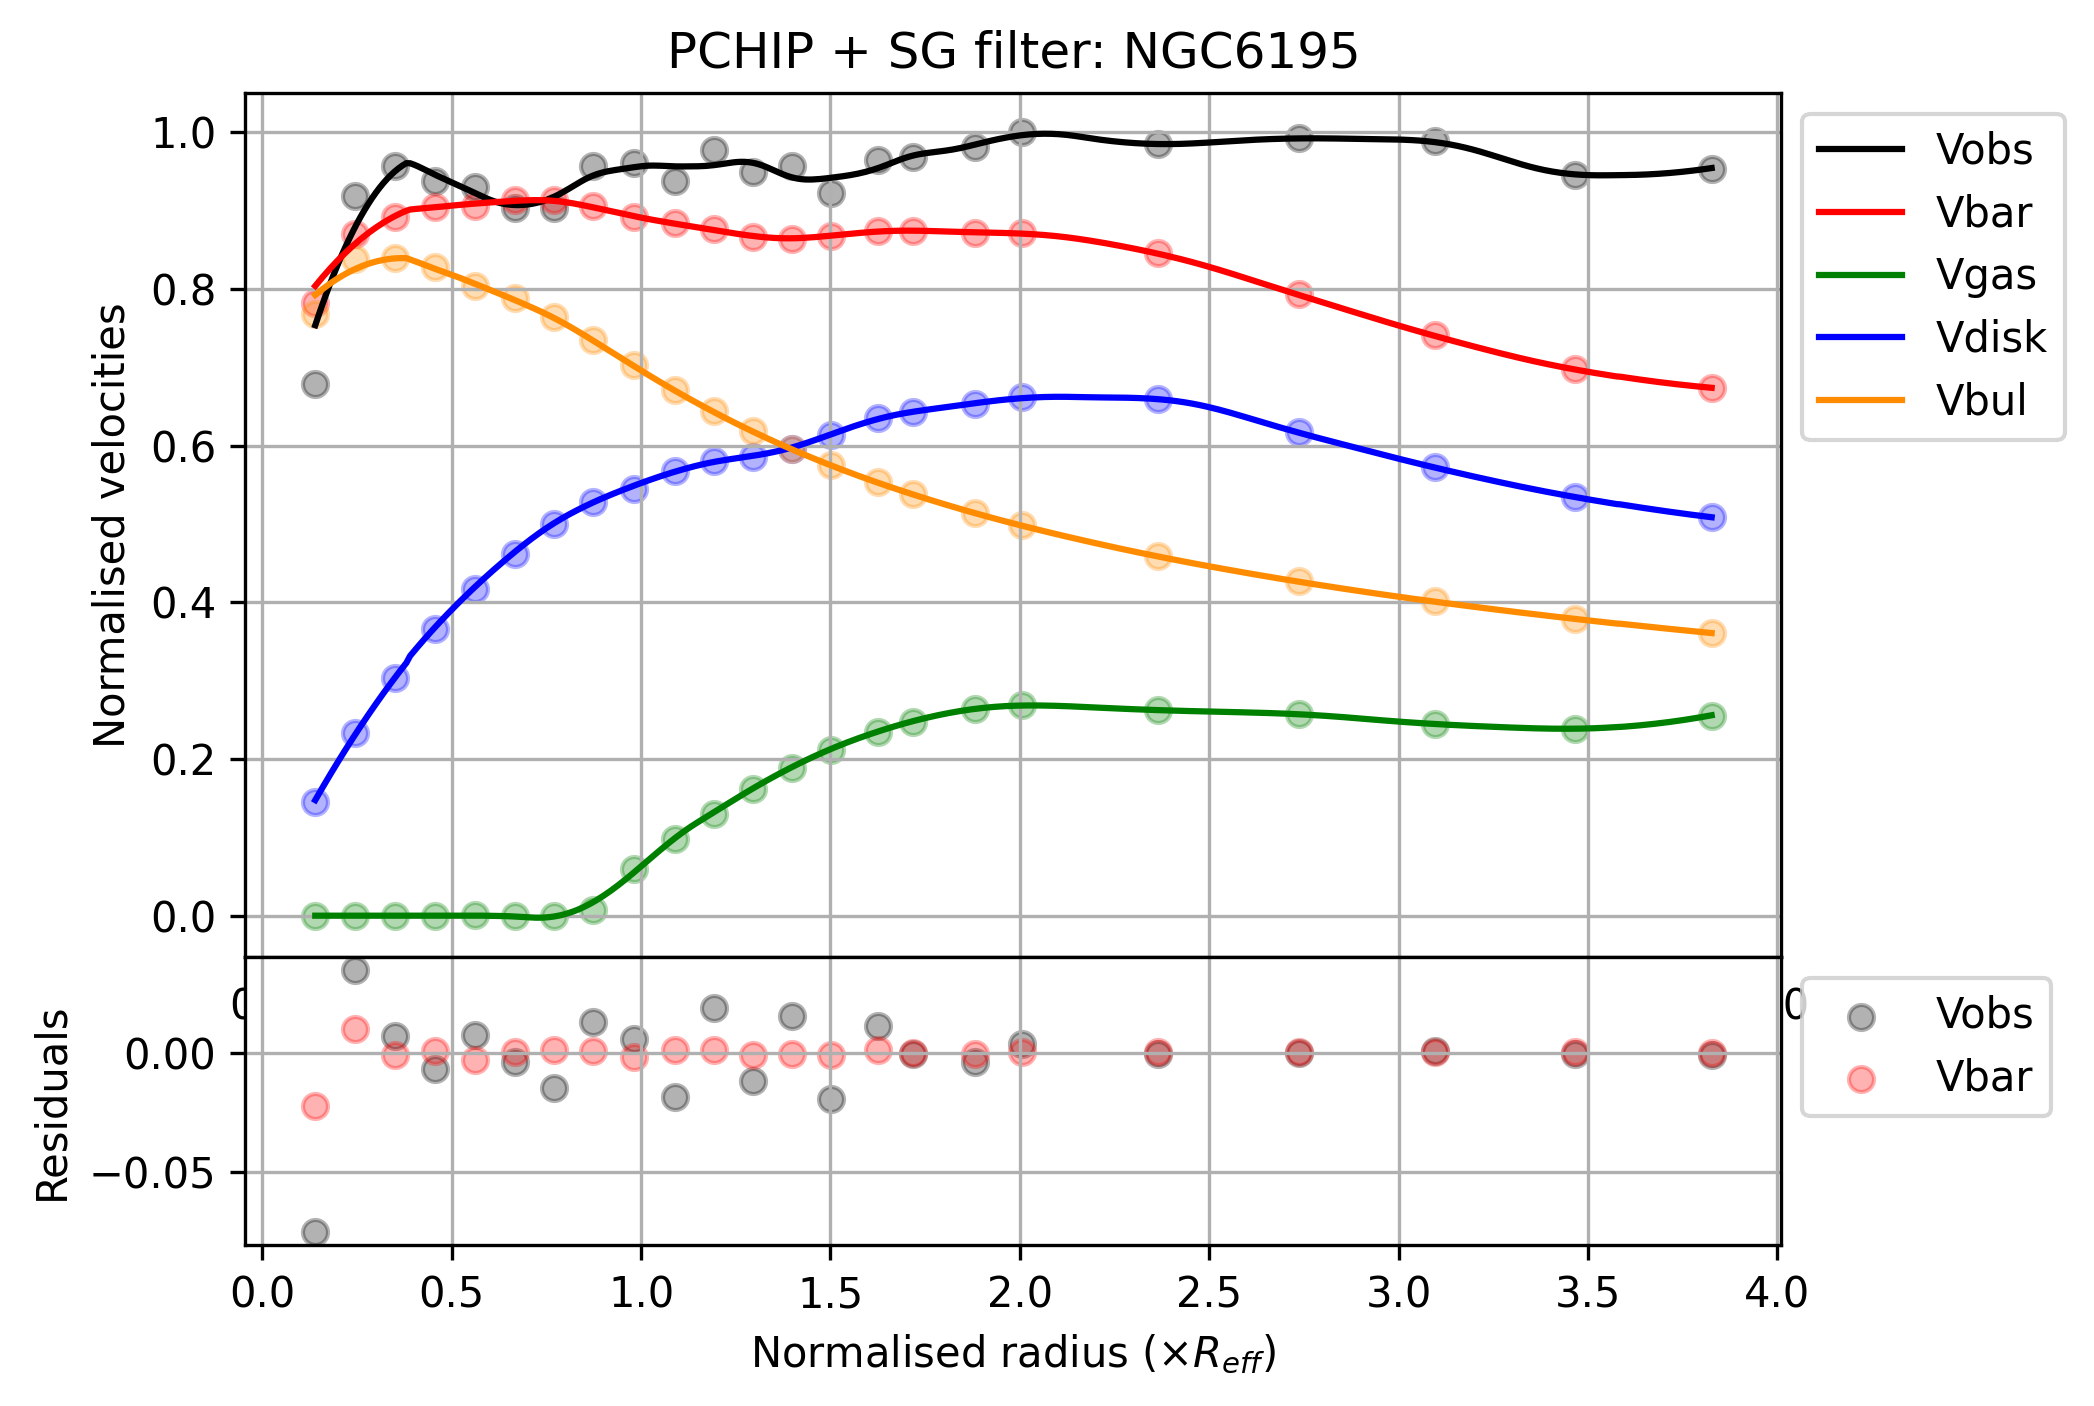 PCHIP + SG filter: NGC6195
Normalised velocities
1.0
0.8
0.6
0.4
0.2
0.0
Vobs
Vbar
Vgas
Vdisk
Vbul
Residuals
0.00
−0.05
Vobs
Vbar
0.0 0.5 1.0 1.5 2.0 2.5 3.0 3.5 4.0
Normalised radius (×R_eff)